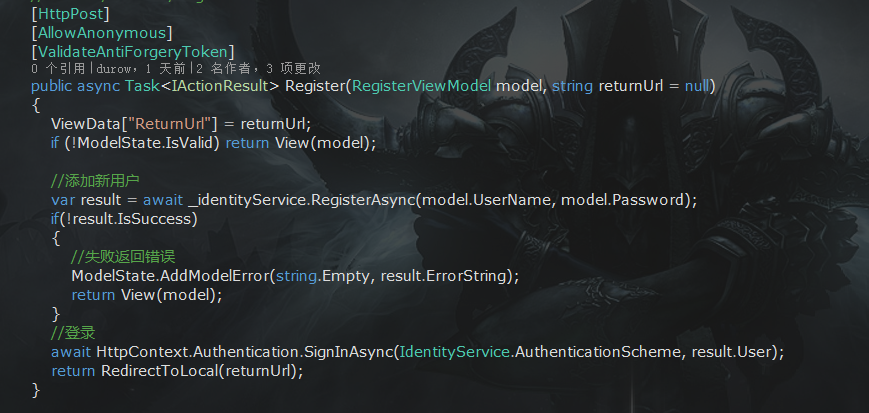 [HttpPost]
[AllowAnonymous]
[ValidateAntiForgeryToken]
0 个引用|durow，1 天前|2 名作者，3 项更改
public async Task<IActionResult> Register(RegisterViewModel model, string returnUrl = null)
{
ViewData["ReturnUrl"] = returnUrl;
if (!ModelState.IsValid) return View(model);
//添加新用户
var result = await _identityService.RegisterAsync(model.UserName, model.Password);
if(!result.IsSuccess)
{
//失败返回错误
ModelState.AddModelError(string.Empty, result.ErrorString);
return View(model);
}
//登录
await HttpContext.Authentication.SignInAsync(IdentityService.AuthenticationScheme, result.User);
return RedirectToLocal(returnUrl);
}